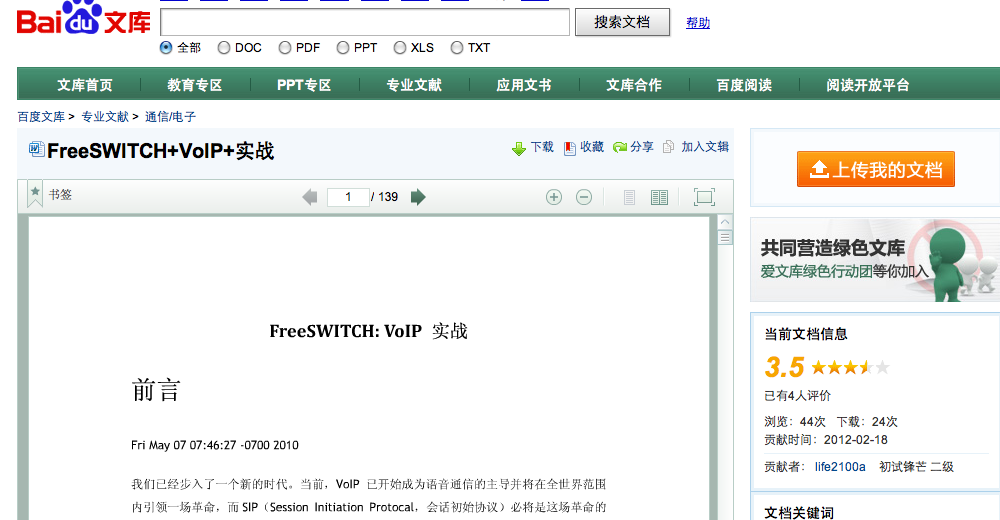 Bai du 文库
搜索文档
帮助
全部 DOC PDF PPT XLS TXT
文库首页 教育专区 PPT专区 专业文献 应用文书 文库合作 百度阅读 阅读开放平台
百度文库 > 专业文献 > 通信/电子
FreeSWITCH+VoIP+实战
下载 收藏 分享 加入文辑
书签
1 / 139
FreeSWITCH: VoIP 实战
前言
Fri May 07 07:46:27 -0700 2010
我们已经步入了一个新的时代。当前，VoIP 已开始成为语音通信的主导并将在全世界范围
内引领一场革命，而 SIP（Session Initiation Protocal，会话初始协议）必将是这场革命的
上传我的文档
共同营造绿色文库
爱文库绿色行动团等你加入
当前文档信息
3.5
已有4人评价
浏览：44次 下载：24次
贡献时间：2012-02-18
贡献者： life2100a 初试锋芒 二级
文档关键词